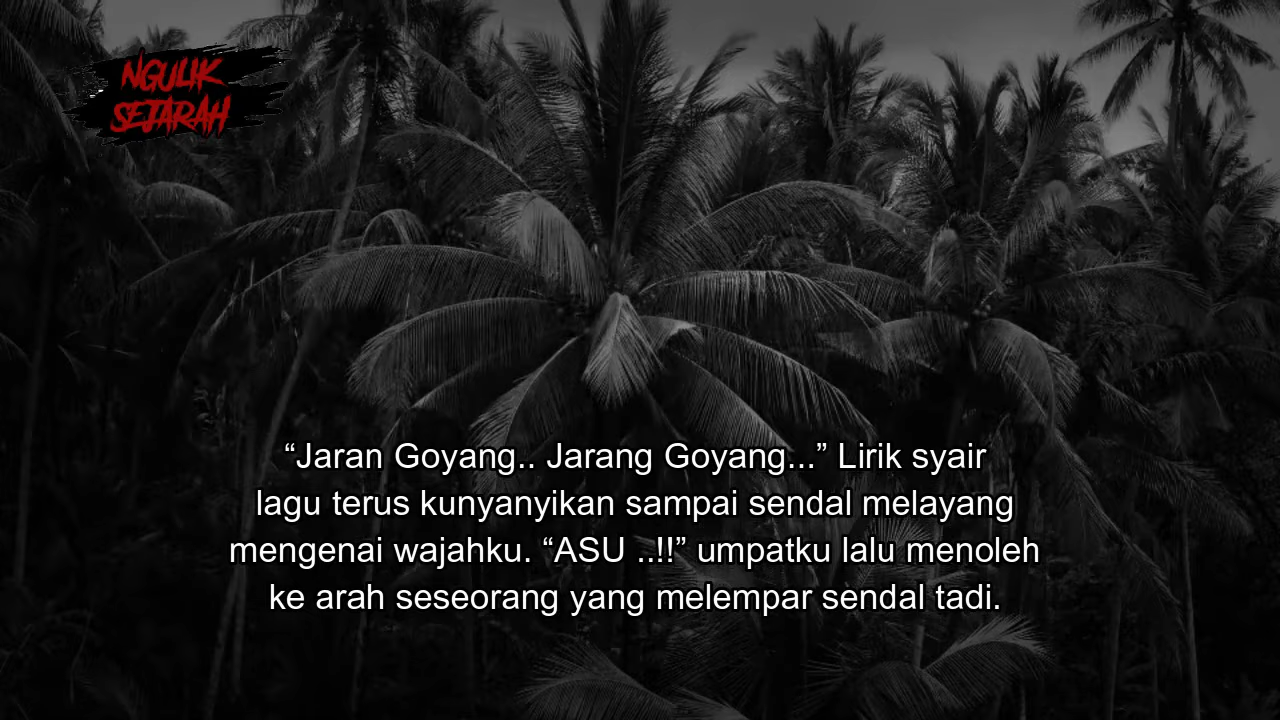 NGULIK
SEJARAH
“Jaran Goyang.. Jarang Goyang...” Lirik syair
lagu terus kunyanyikan sampai sendal melayang
mengenai wajahku. “ASU ..!!” umpatku lalu menoleh
ke arah seseorang yang melempar sendal tadi.